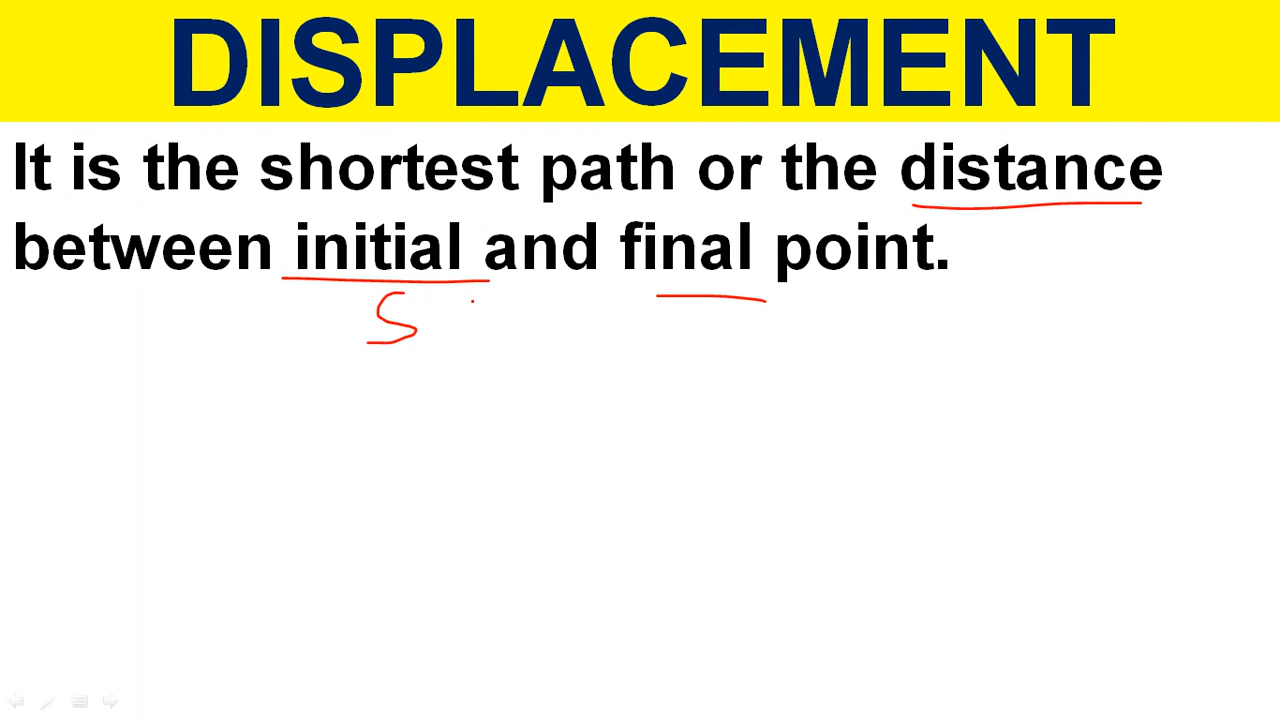 DISPLACEMENT
It is the shortest path or the distance
between initial and final point.
S